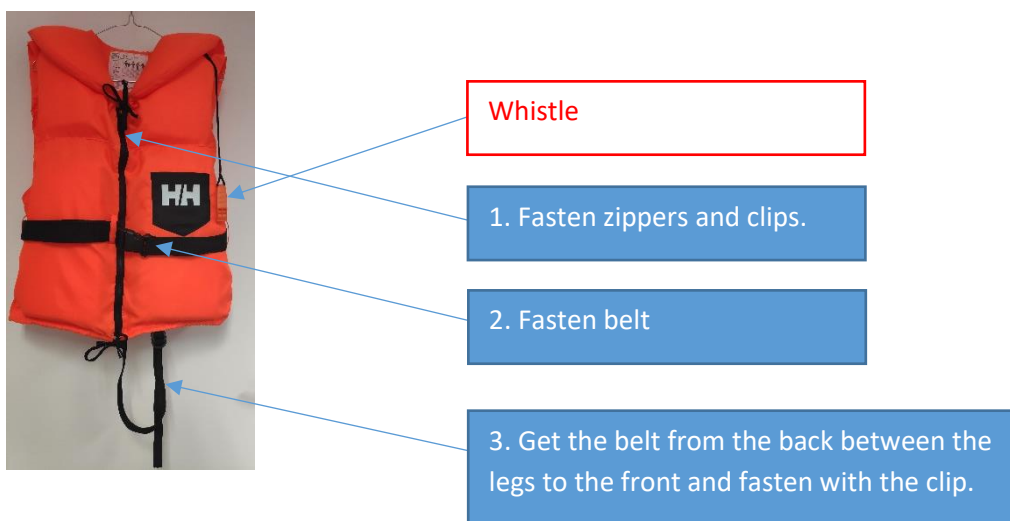 Whistle
HH
1. Fasten zippers and clips.
2. Fasten belt
3. Get the belt from the back between the
legs to the front and fasten with the clip.